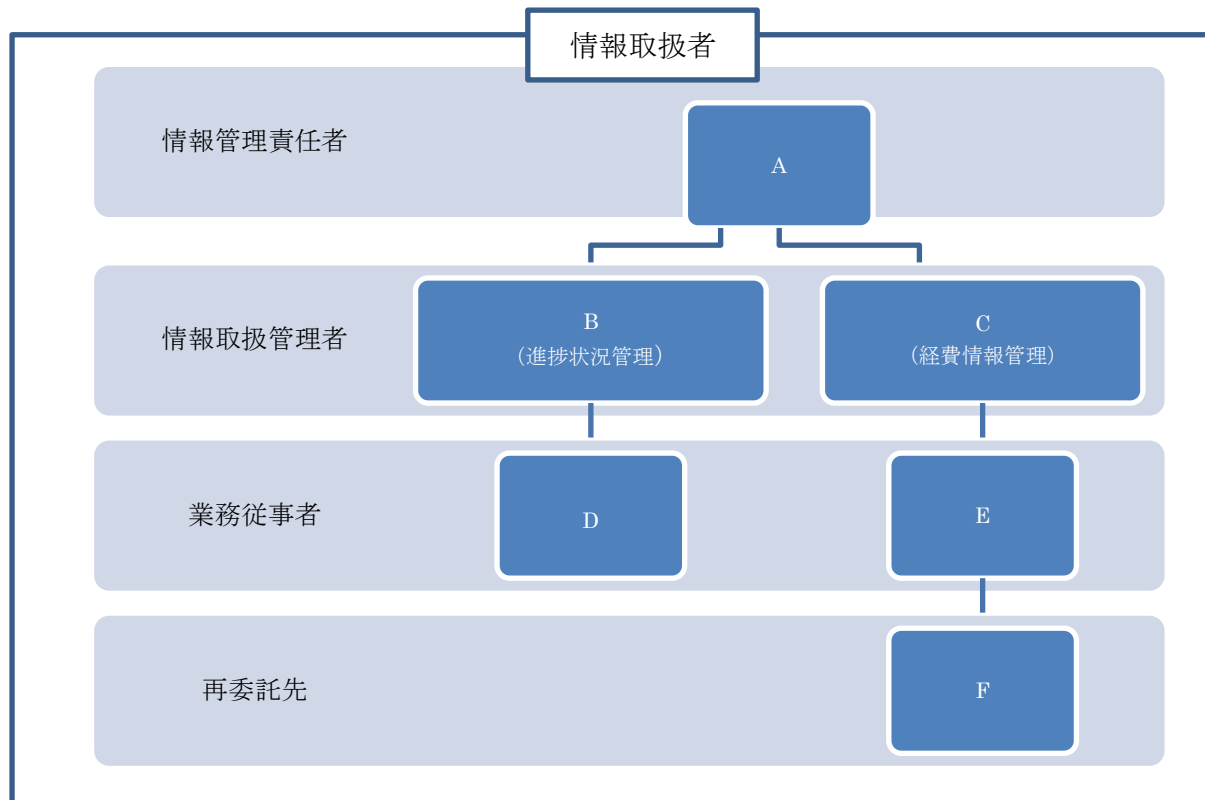 情報取扱者
情報管理責任者
A
情報取扱管理者
B
（進捗状況管理）
C
（経費情報管理）
業務従事者
D
E
再委託先
F